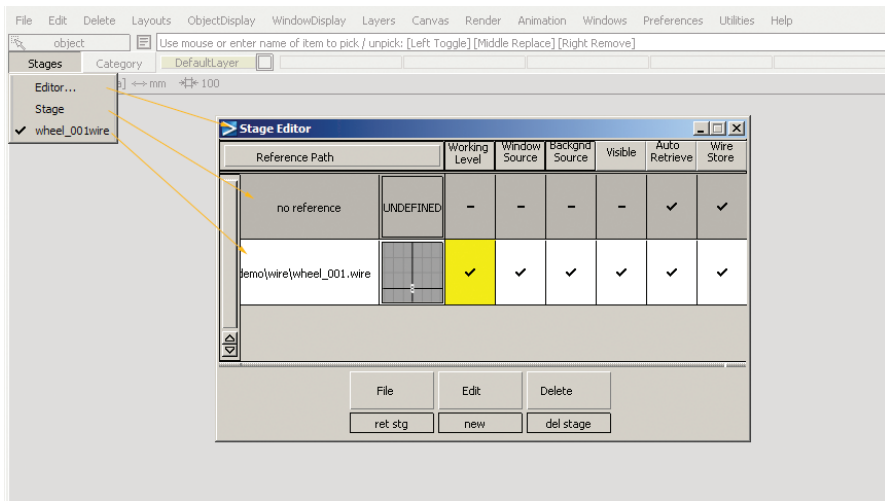 File Edit Delete Layouts ObjectDisplay WindowDisplay Layers Canvas Render Animation Windows Preferences Utilities Help
object Use mouse or enter name of item to pick / unpick: [Left Toggle] [Middle Replace] [Right Remove]
Stages Category DefaultLayer
Editor... a] mm 100
Stage
wheel_001wire
Stage Editor
Reference Path Working Level Window Source Backgnd Source Visible Auto Retrieve Wire Store
no reference UNDEFINED
demo\wire\wheel_001.wire
File Edit Delete
ret stg new del stage